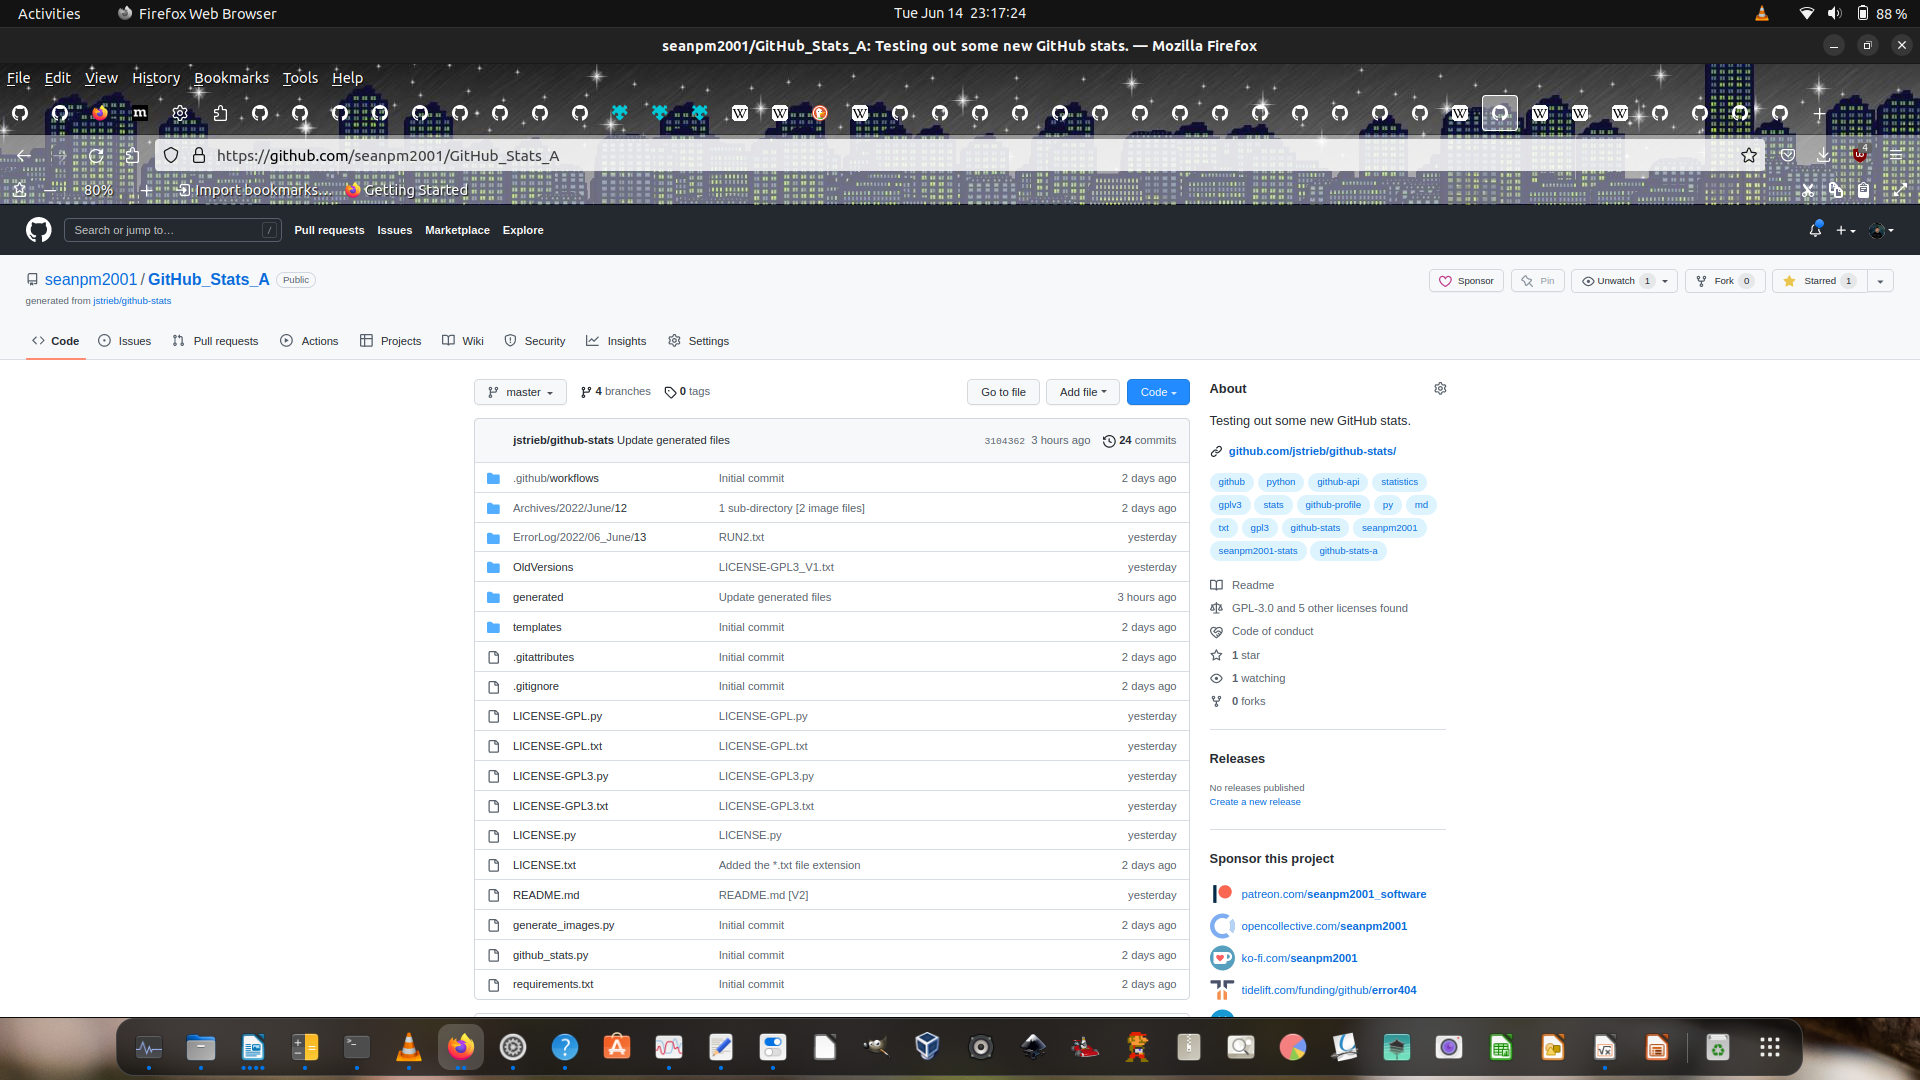 Activities Firefox Web Browser Tue Jun 14 23:17:24 88 %
seanpm2001/GitHub_Stats_A: Testing out some new GitHub stats. — Mozilla Firefox
File Edit View History Bookmarks Tools Help
https://github.com/seanpm2001/GitHub_Stats_A 4
80% Import bookmarks... Getting Started
Search or jump to... / Pull requests Issues Marketplace Explore
seanpm2001 / GitHub_Stats_A Public Sponsor Pin Unwatch 1 Fork 0 Starred 1
generated from jstrieb/github-stats
Code Issues Pull requests Actions Projects Wiki Security Insights Settings
master 4 branches 0 tags Go to file Add file Code
jstrieb/github-stats Update generated files 3104362 3 hours ago 24 commits
.github/workflows Initial commit 2 days ago
Archives/2022/June/12 1 sub-directory [2 image files] 2 days ago
ErrorLog/2022/06_June/13 RUN2.txt yesterday
OldVersions LICENSE-GPL3_V1.txt yesterday
generated Update generated files 3 hours ago
templates Initial commit 2 days ago
.gitattributes Initial commit 2 days ago
.gitignore Initial commit 2 days ago
LICENSE-GPL.py LICENSE-GPL.py yesterday
LICENSE-GPL.txt LICENSE-GPL.txt yesterday
LICENSE-GPL3.py LICENSE-GPL3.py yesterday
LICENSE-GPL3.txt LICENSE-GPL3.txt yesterday
LICENSE.py LICENSE.py yesterday
LICENSE.txt Added the *.txt file extension 2 days ago
README.md README.md [V2] yesterday
generate_images.py Initial commit 2 days ago
github_stats.py Initial commit 2 days ago
requirements.txt Initial commit 2 days ago
About
Testing out some new GitHub stats.
github.com/jstrieb/github-stats/
github python github-api statistics
gplv3 stats github-profile py md
txt gpl3 github-stats seanpm2001
seanpm2001-stats github-stats-a
Readme
GPL-3.0 and 5 other licenses found
Code of conduct
1 star
1 watching
0 forks
Releases
No releases published
Create a new release
Sponsor this project
patreon.com/seanpm2001_software
opencollective.com/seanpm2001
ko-fi.com/seanpm2001
tidelift.com/funding/github/error404